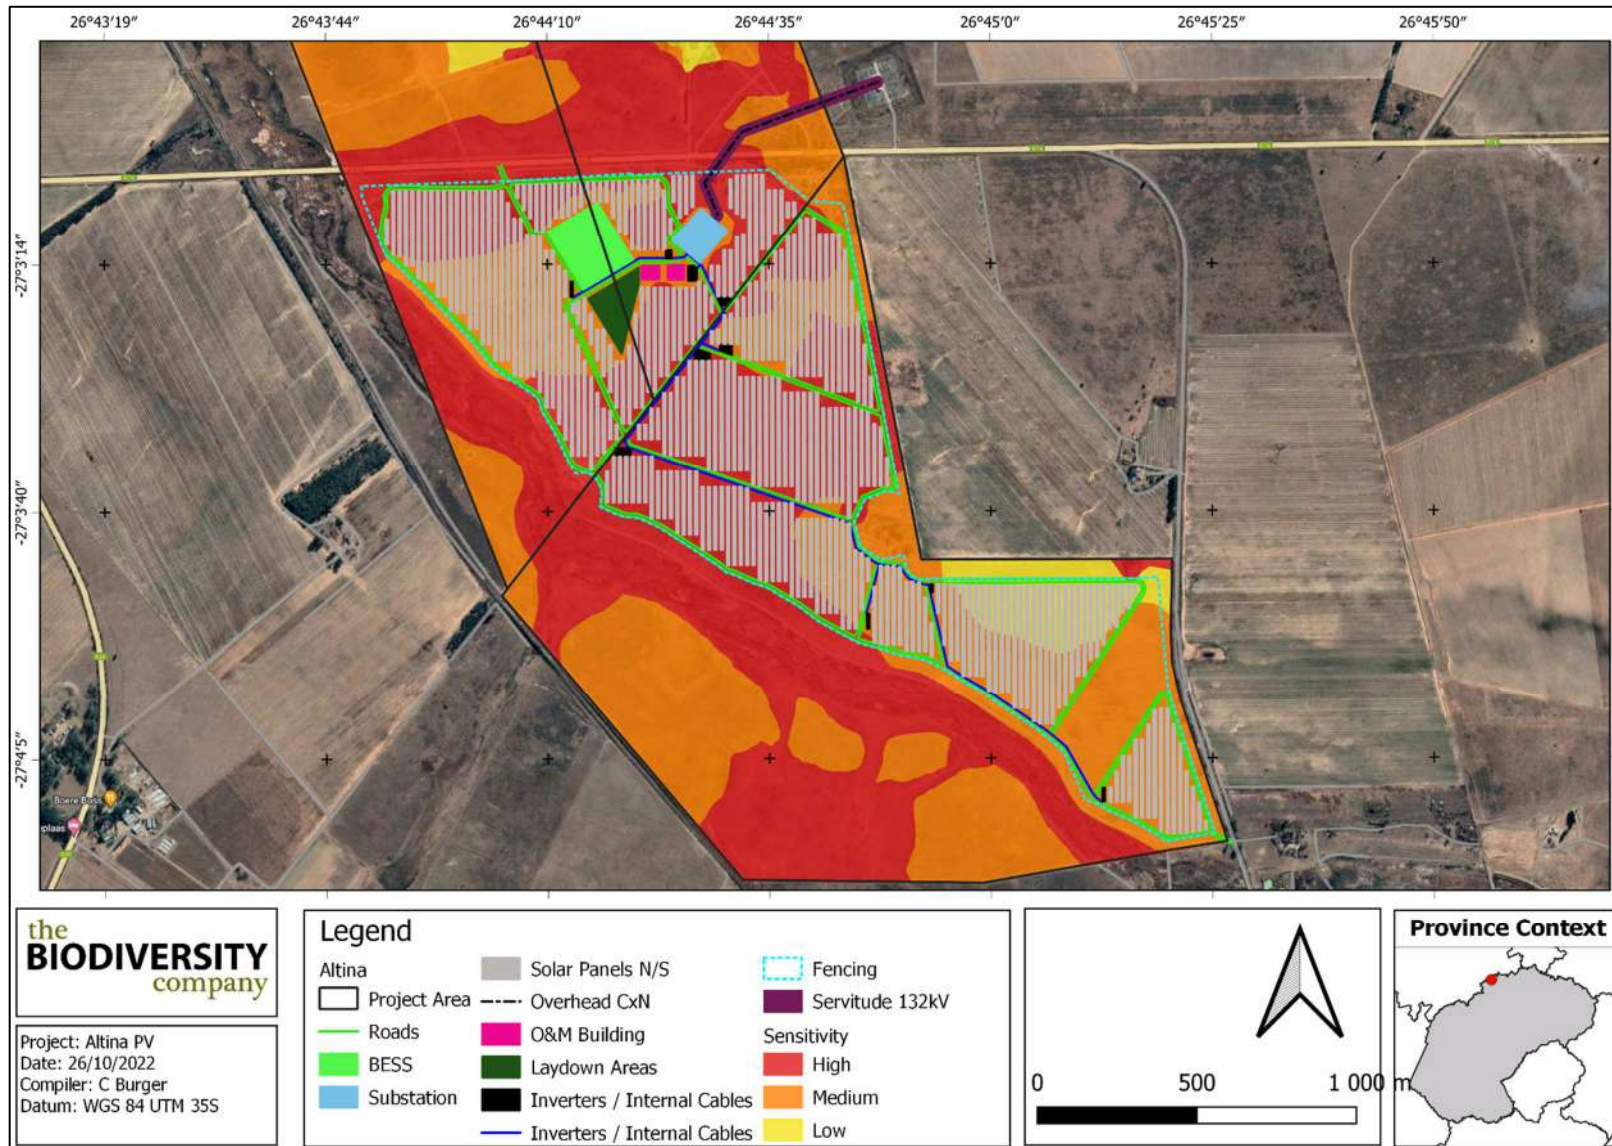 26°43'19" 26°43'44" 26°44'10" 26°44'35" 26°45'0" 26°45'25" 26°45'50"
-27°3'14"
-27°3'40"
-27°4'5"
Boere Boss
the
BIODIVERSITY
company
Project: Altina PV
Date: 26/10/2022
Compiler: C Burger
Datum: WGS 84 UTM 35S
Legend
Altina
Project Area
Roads
BESS
Substation
Solar Panels N/S
Overhead CxN
O&M Building
Laydown Areas
Inverters / Internal Cables
Inverters / Internal Cables
Fencing
Servitude 132kV
Sensitivity
High
Medium
Low
0 500 1 000 m
Province Context